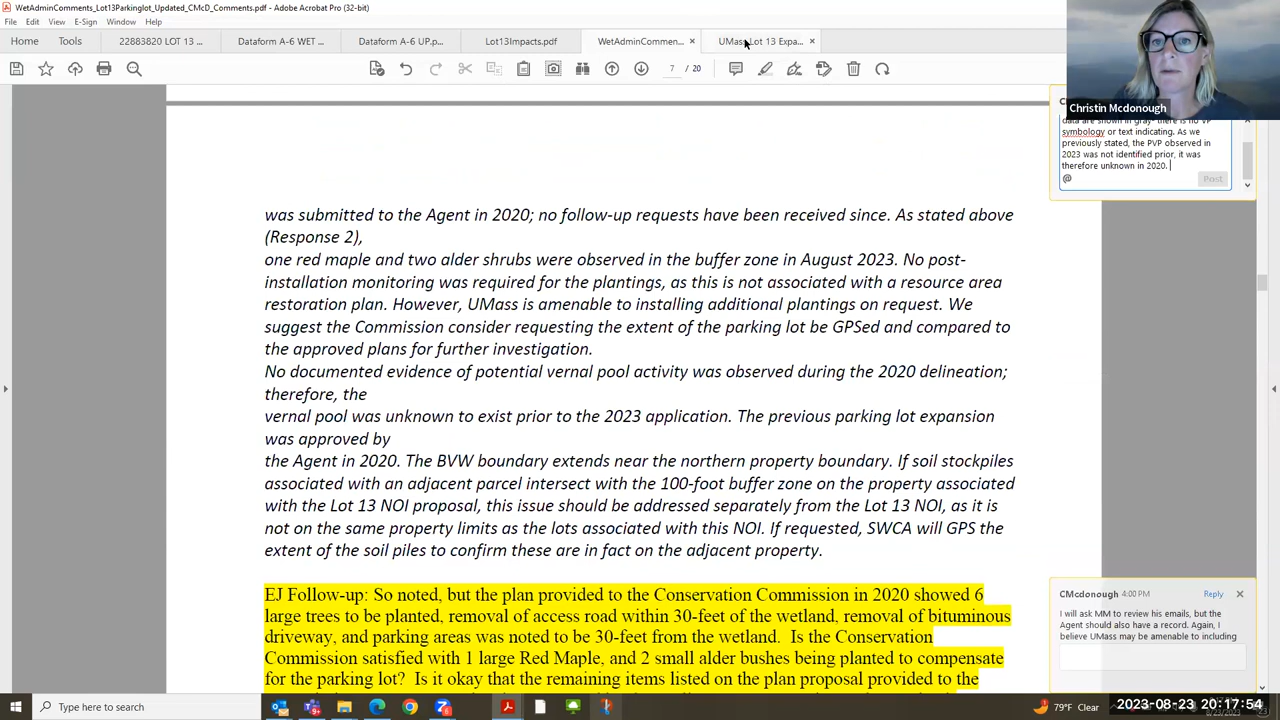 WetAdminComments_Lot13Parkinglot_Updated_CMcD_Comments.pdf - Adobe Acrobat Pro (32-bit)
File Edit View E-Sign Window Help
Home Tools 22883820 LOT 13 ... Dataform A-6 WET ... Dataform A-6 UP.p... Lot13Impacts.pdf WetAdminCommen... × UMass Lot 13 Expa... ×
7 / 20
Christin Mcdonough
data are shown in gray- there is no VP
symbology or text indicating. As we
previously stated, the PVP observed in
2023 was not identified prior, it was
therefore unknown in 2020.
@ Post
was submitted to the Agent in 2020; no follow-up requests have been received since. As stated above
(Response 2),
one red maple and two alder shrubs were observed in the buffer zone in August 2023. No post-
installation monitoring was required for the plantings, as this is not associated with a resource area
restoration plan. However, UMass is amenable to installing additional plantings on request. We
suggest the Commission consider requesting the extent of the parking lot be GPSed and compared to
the approved plans for further investigation.
No documented evidence of potential vernal pool activity was observed during the 2020 delineation;
therefore, the
vernal pool was unknown to exist prior to the 2023 application. The previous parking lot expansion
was approved by
the Agent in 2020. The BVW boundary extends near the northern property boundary. If soil stockpiles
associated with an adjacent parcel intersect with the 100-foot buffer zone on the property associated
with the Lot 13 NOI proposal, this issue should be addressed separately from the Lot 13 NOI, as it is
not on the same property limits as the lots associated with this NOI. If requested, SWCA will GPS the
extent of the soil piles to confirm these are in fact on the adjacent property.
EJ Follow-up: So noted, but the plan provided to the Conservation Commission in 2020 showed 6
large trees to be planted, removal of access road within 30-feet of the wetland, removal of bituminous
driveway, and parking areas was noted to be 30-feet from the wetland. Is the Conservation
Commission satisfied with 1 large Red Maple, and 2 small alder bushes being planted to compensate
for the parking lot? Is it okay that the remaining items listed on the plan proposal provided to the
CMcdonough 4:00 PM Reply ×
I will ask MM to review his emails, but the
Agent should also have a record. Again, I
believe UMass may be amenable to including
Type here to search
79°F Clear
2023-08-23 20:17:54